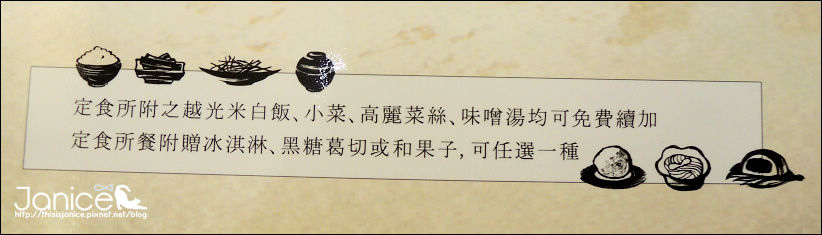 定食所附之越光米白飯、小菜、高麗菜絲、味噌湯均可免費續加
定食所餐附贈冰淇淋、黑糖葛切或和果子,可任選一種
Janice
http://thisisjanice.pixnet.net/blog